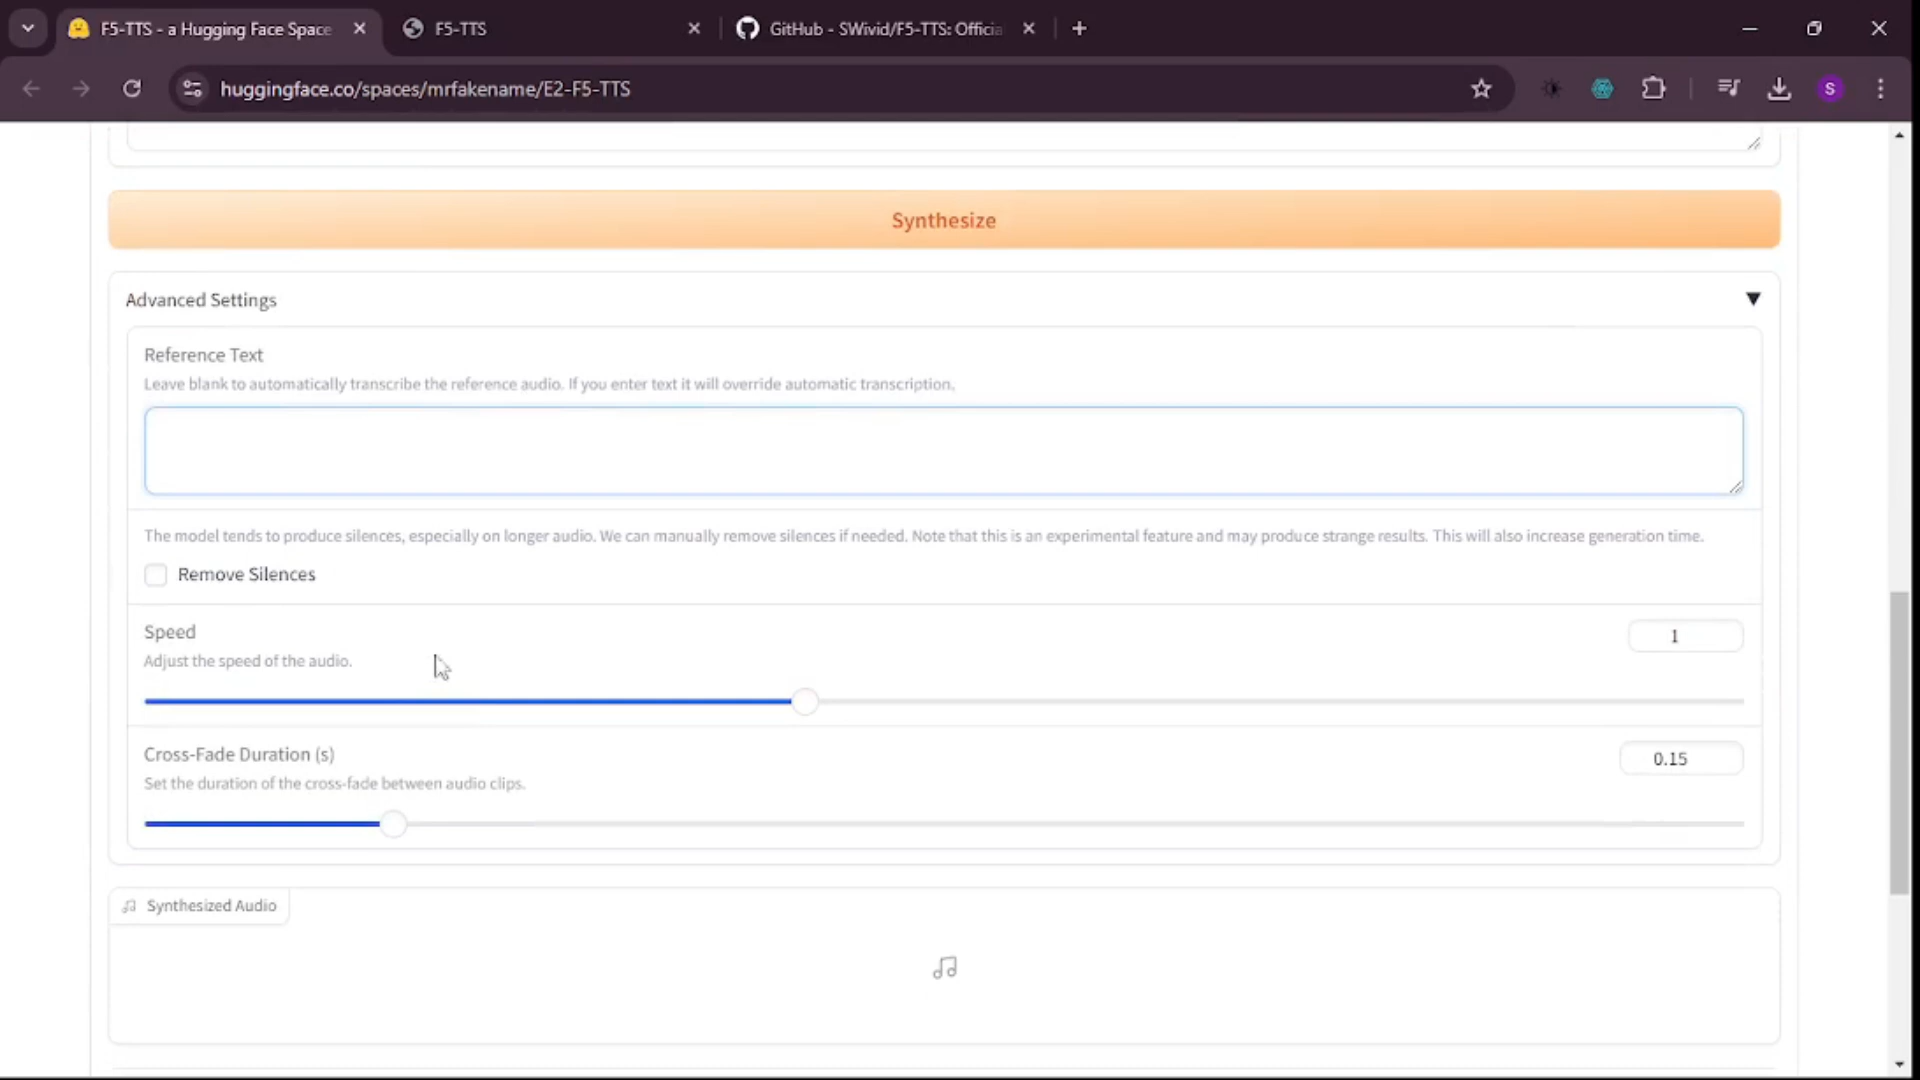 F5-TTS - a Hugging Face Space
F5-TTS
GitHub - SWivid/F5-TTS: Officia
huggingface.co/spaces/mrfakename/E2-F5-TTS
S
Synthesize
Advanced Settings
Reference Text
Leave blank to automatically transcribe the reference audio. If you enter text it will override automatic transcription.
The model tends to produce silences, especially on longer audio. We can manually remove silences if needed. Note that this is an experimental feature and may produce strange results. This will also increase generation time.
Remove Silences
Speed
1
Adjust the speed of the audio.
Cross-Fade Duration (s)
0.15
Set the duration of the cross-fade between audio clips.
Synthesized Audio